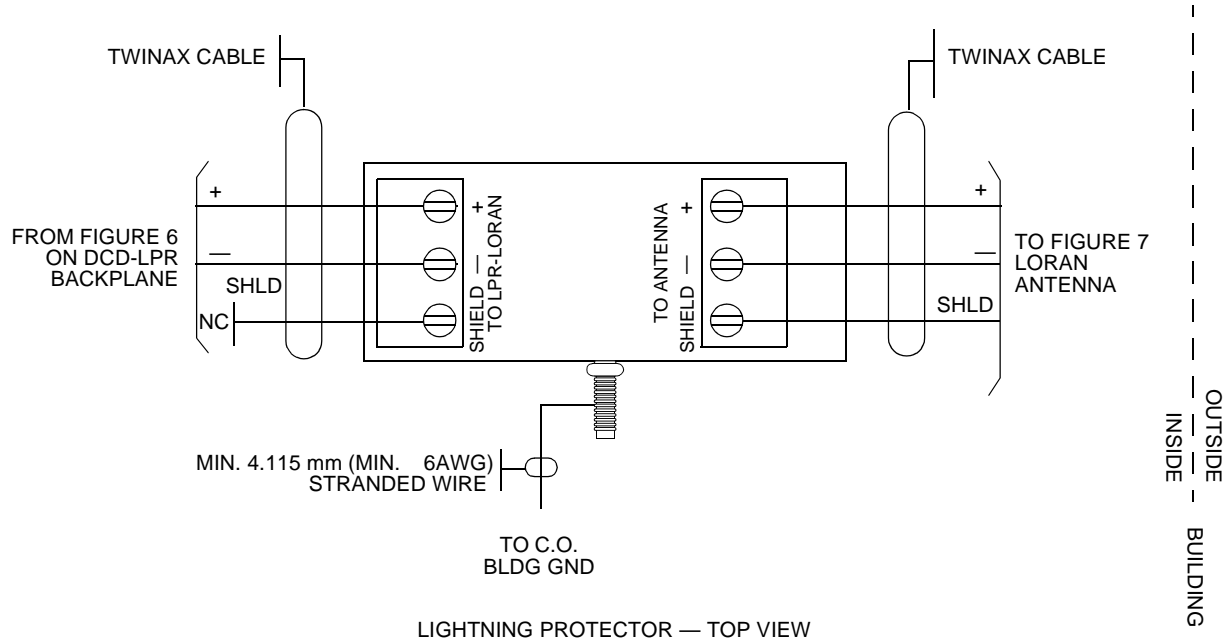 TWINAX CABLE
TWINAX CABLE
+
+
FROM FIGURE 6
ON DCD-LPR
BACKPLANE
—
SHLD
NC
SHIELD — +
TO LPR-LORAN
TO ANTENNA
SHIELD — +
—
SHLD
TO FIGURE 7
LORAN
ANTENNA
MIN. 4.115 mm (MIN. 6AWG)
STRANDED WIRE
TO C.O.
BLDG GND
OUTSIDE
INSIDE
BUILDING
LIGHTNING PROTECTOR — TOP VIEW